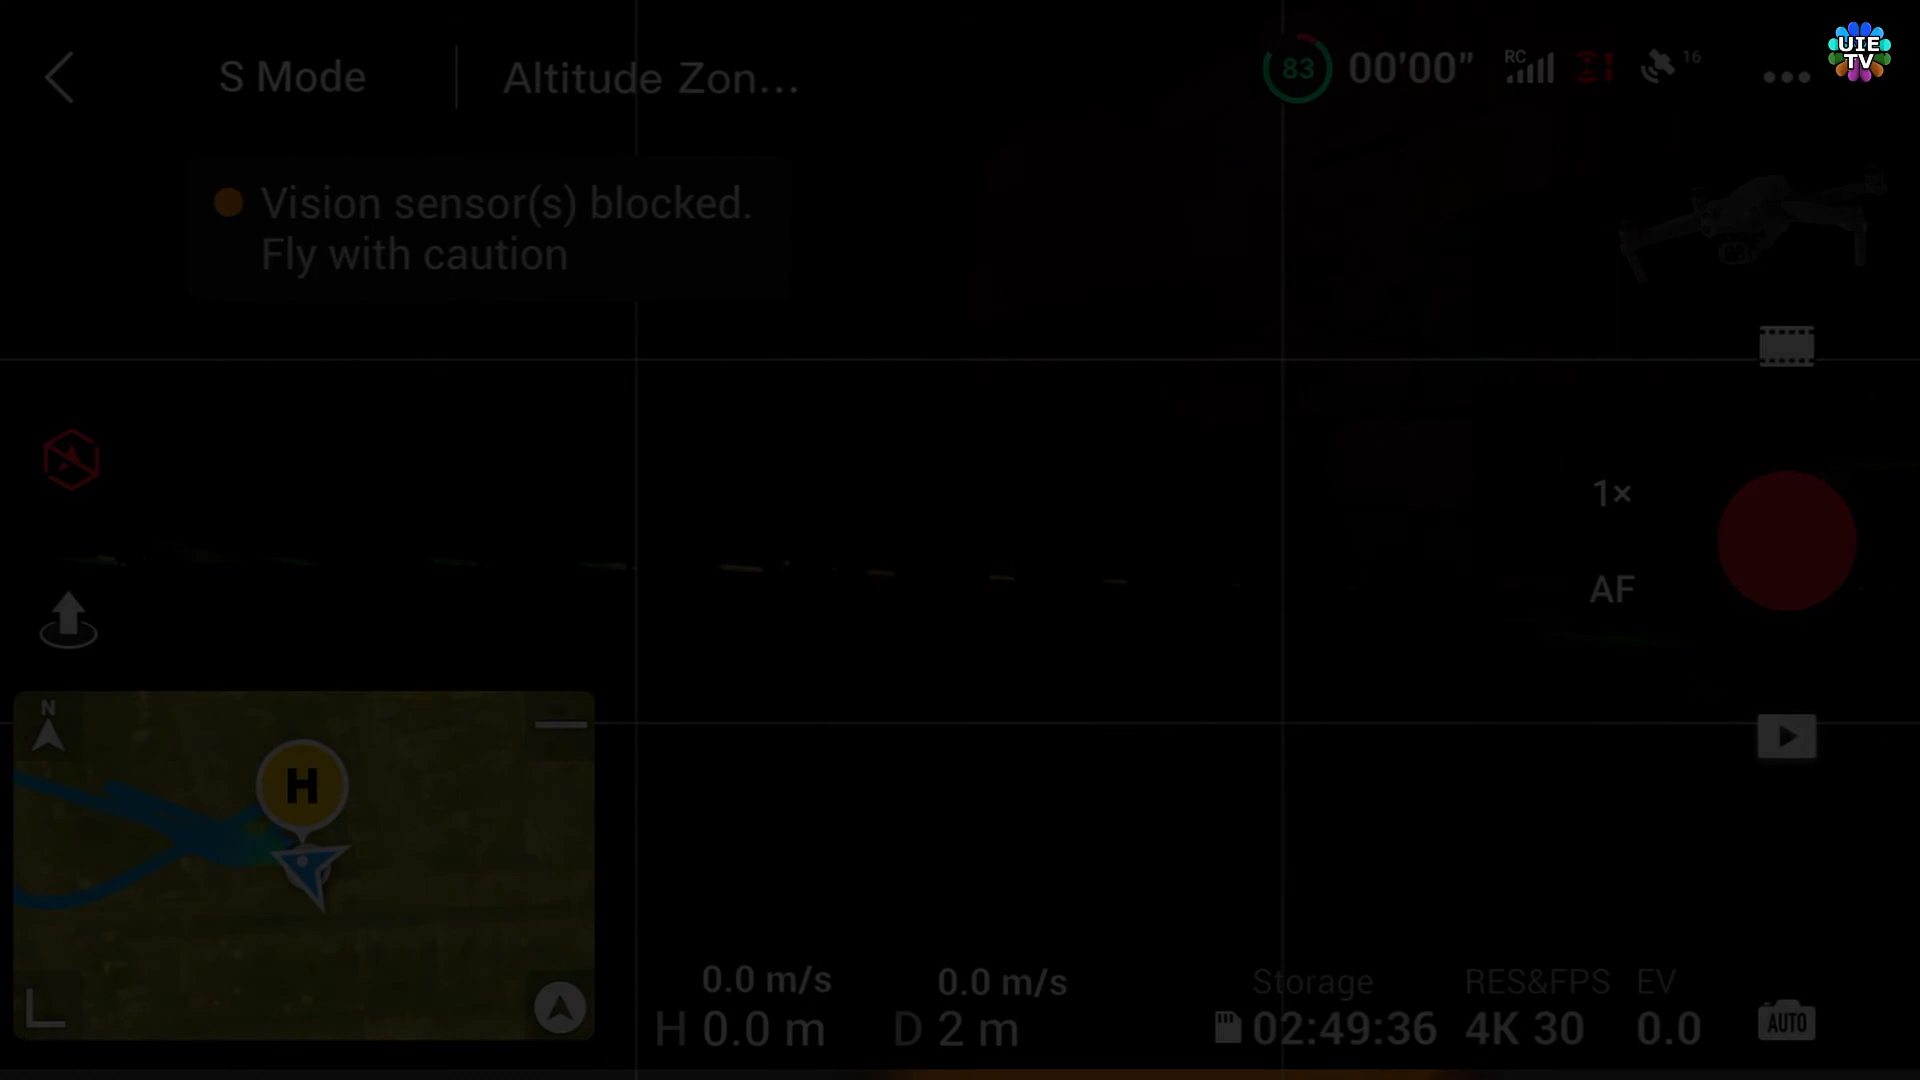 S Mode
Altitude Zon...
83
00'00"
RC
16
UIE
TV
Vision sensor(s) blocked.
Fly with caution
1×
AF
N
H
0.0 m/s
0.0 m/s
H 0.0 m
D 2 m
Storage
02:49:36
RES&FPS
4K 30
EV
0.0
AUTO